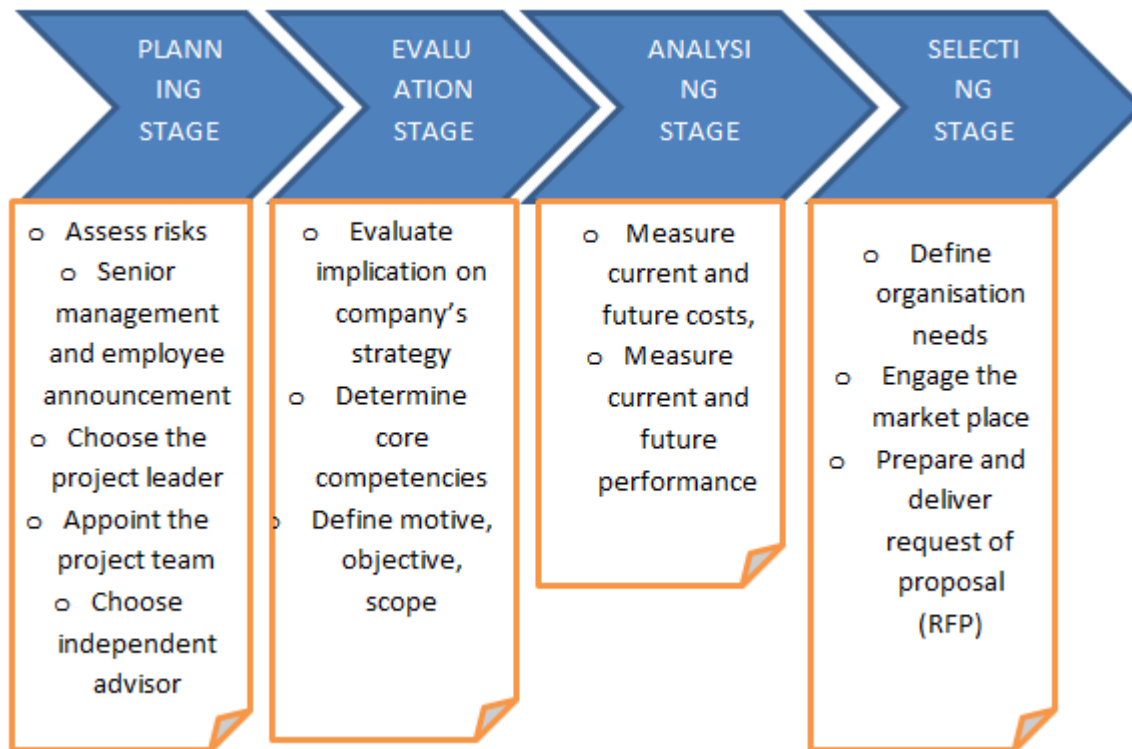 PLANN
ING
STAGE
EVALU
ATION
STAGE
ANALYSI
NG
STAGE
SELECTI
NG
STAGE
o Assess risks
o Senior
management
and employee
announcement
o Choose the
project leader
o Appoint the
project team
o Choose
independent
advisor
o Evaluate
implication on
company’s
strategy
o Determine
core
competencies
o Define motive,
objective,
scope
o Measure
current and
future costs,
o Measure
current and
future
performance
o Define
organisation
needs
o Engage the
market place
o Prepare and
deliver
request of
proposal
(RFP)